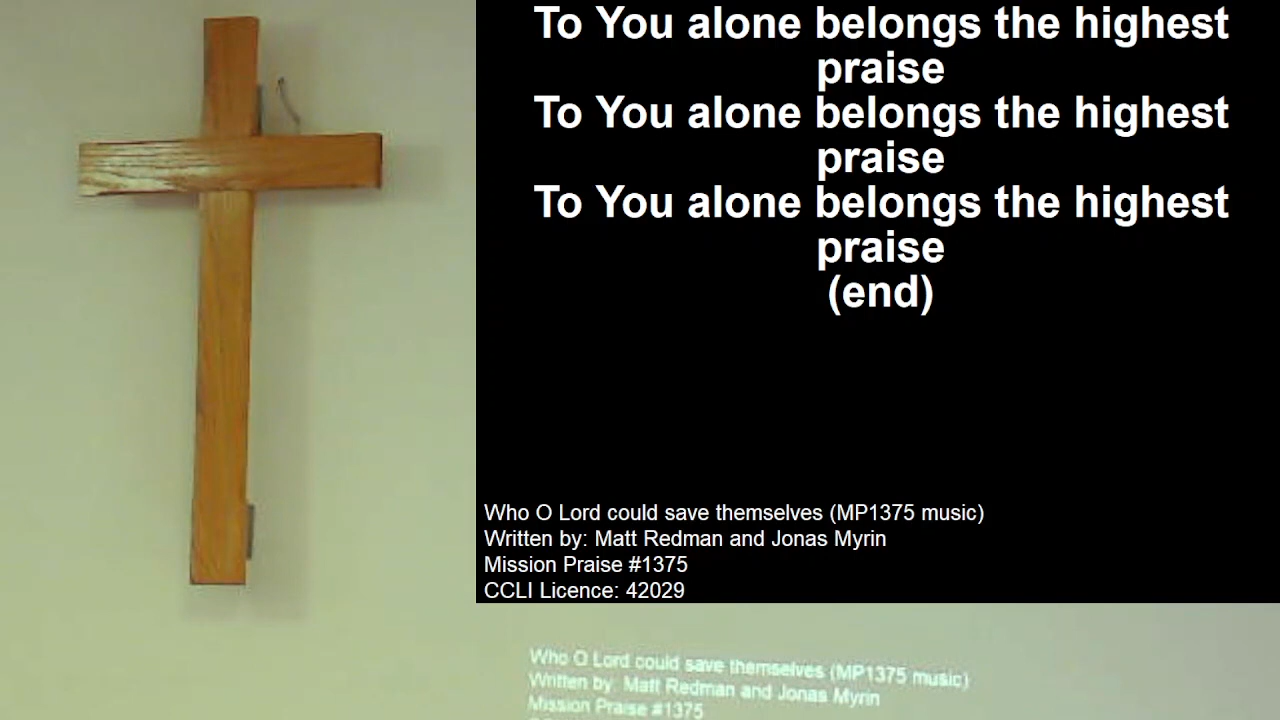 To You alone belongs the highest
praise
To You alone belongs the highest
praise
To You alone belongs the highest
praise
(end)
Who O Lord could save themselves (MP1375 music)
Written by: Matt Redman and Jonas Myrin
Mission Praise #1375
CCLI Licence: 42029
Who O Lord could save themselves (MP1375 music)
Written by: Matt Redman and Jonas Myrin
Mission Praise #1375